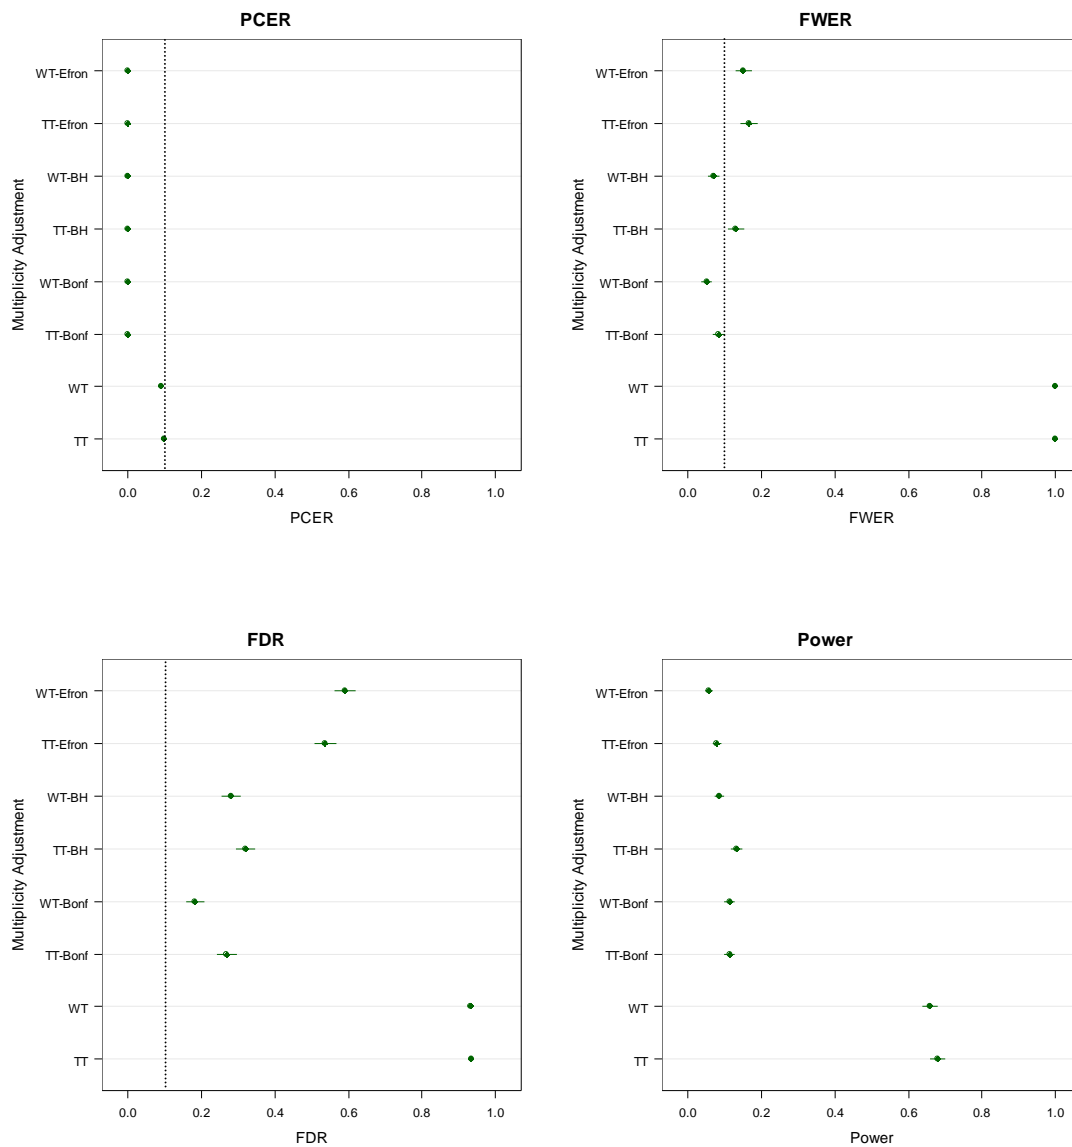 PCER
Multiplicity Adjustment
WT-Efron
TT-Efron
WT-BH
TT-BH
WT-Bonf
TT-Bonf
WT
TT
0.0 0.2 0.4 0.6 0.8 1.0
PCER
FWER
Multiplicity Adjustment
WT-Efron
TT-Efron
WT-BH
TT-BH
WT-Bonf
TT-Bonf
WT
TT
0.0 0.2 0.4 0.6 0.8 1.0
FWER
FDR
Multiplicity Adjustment
WT-Efron
TT-Efron
WT-BH
TT-BH
WT-Bonf
TT-Bonf
WT
TT
0.0 0.2 0.4 0.6 0.8 1.0
FDR
Power
Multiplicity Adjustment
WT-Efron
TT-Efron
WT-BH
TT-BH
WT-Bonf
TT-Bonf
WT
TT
0.0 0.2 0.4 0.6 0.8 1.0
Power